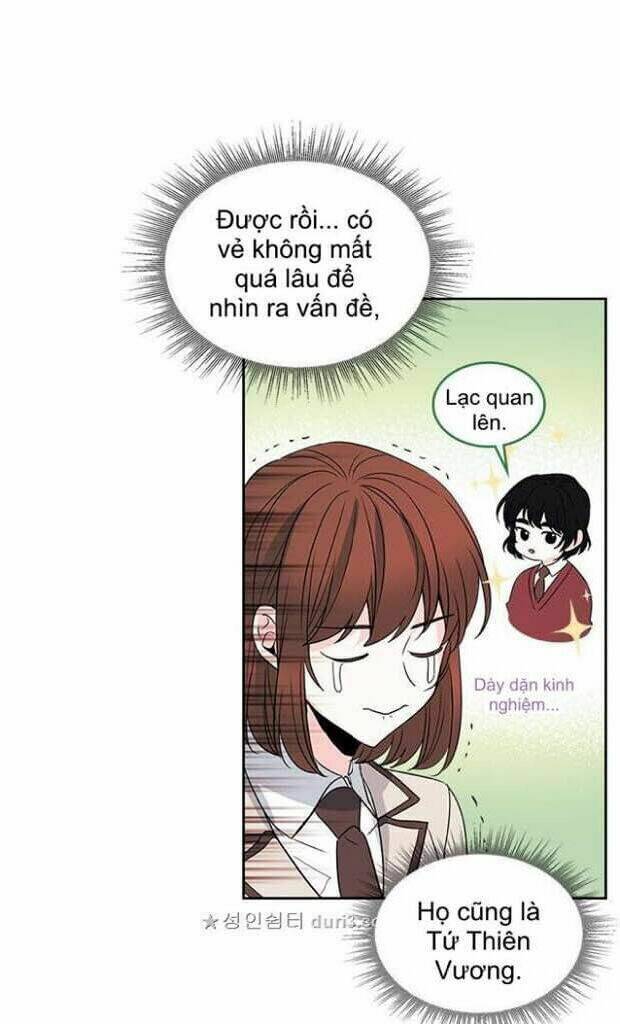 Được rồi... có
vẻ không mất
quá lâu để
nhìn ra vấn đề,
Lạc quan
lên.
Dày dặn kinh
nghiệm...
★성인쉼터 duri3.
Họ cũng là
Tứ Thiên
Vương.